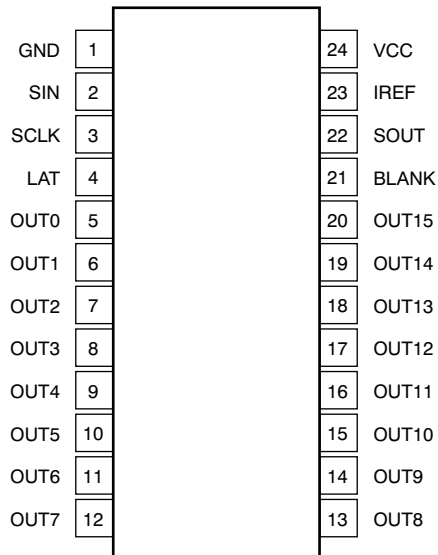 GND 1 24 VCC
SIN 2 23 IREF
SCLK 3 22 SOUT
LAT 4 21 BLANK
OUT0 5 20 OUT15
OUT1 6 19 OUT14
OUT2 7 18 OUT13
OUT3 8 17 OUT12
OUT4 9 16 OUT11
OUT5 10 15 OUT10
OUT6 11 14 OUT9
OUT7 12 13 OUT8